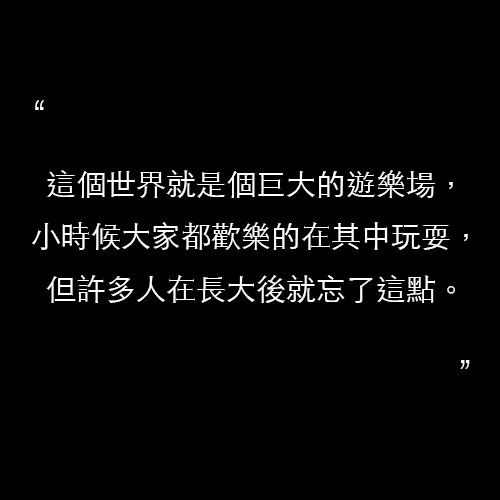 “
這個世界就是個巨大的遊樂場，
小時候大家都歡樂的在其中玩耍，
但許多人在長大後就忘了這點。
”